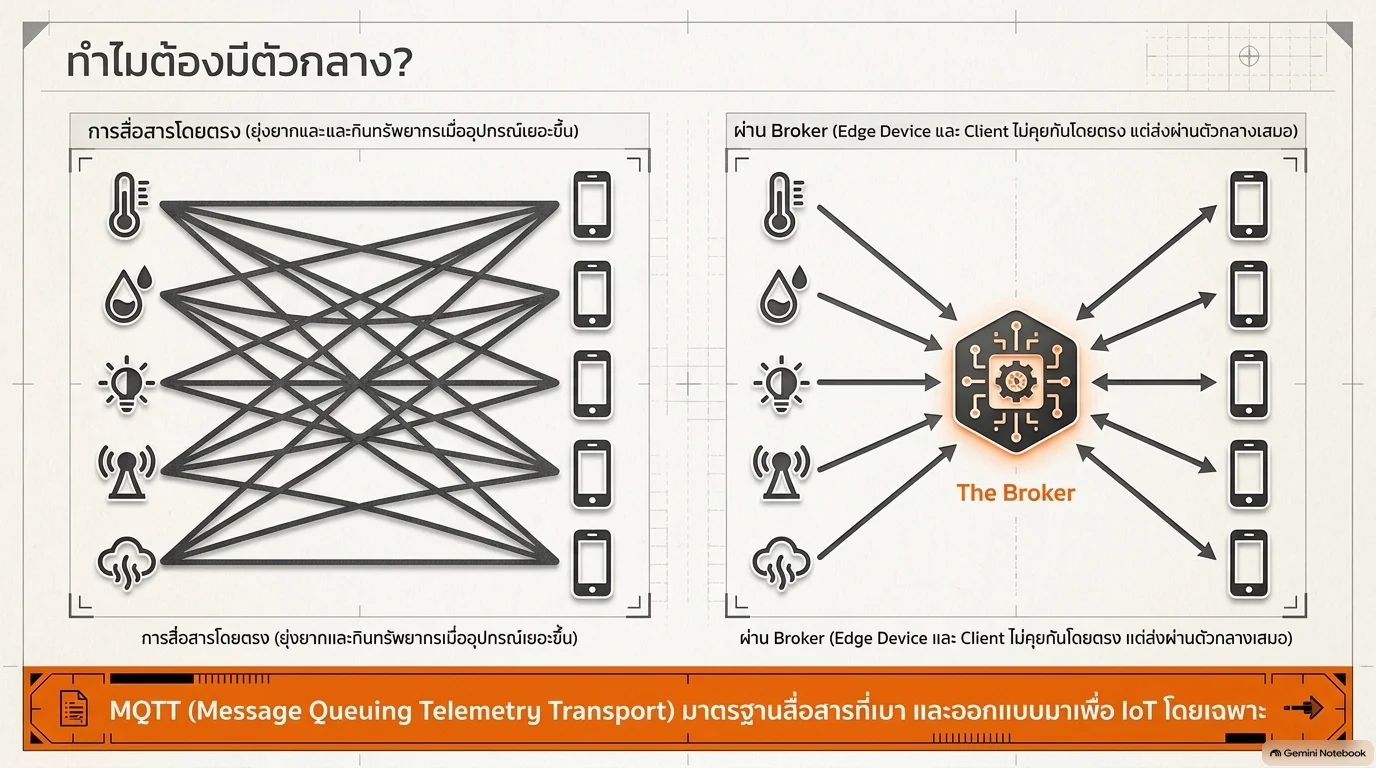 ทำไมต้องมีตัวกลาง?
การสื่อสารโดยตรง (ยุ่งยากและและกินทรัพยากรเมื่ออุปกรณ์เยอะขึ้น)
ผ่าน Broker (Edge Device และ Client ไม่คุยกันโดยตรง แต่ส่งผ่านตัวกลางเสมอ)
The Broker
การสื่อสารโดยตรง (ยุ่งยากและกินทรัพยากรเมื่ออุปกรณ์เยอะขึ้น)
ผ่าน Broker (Edge Device และ Client ไม่คุยกันโดยตรง แต่ส่งผ่านตัวกลางเสมอ)
MQTT (Message Queuing Telemetry Transport) มาตรฐานสื่อสารที่เบา และออกแบบมาเพื่อ IoT โดยเฉพาะ
Gemini Notebook